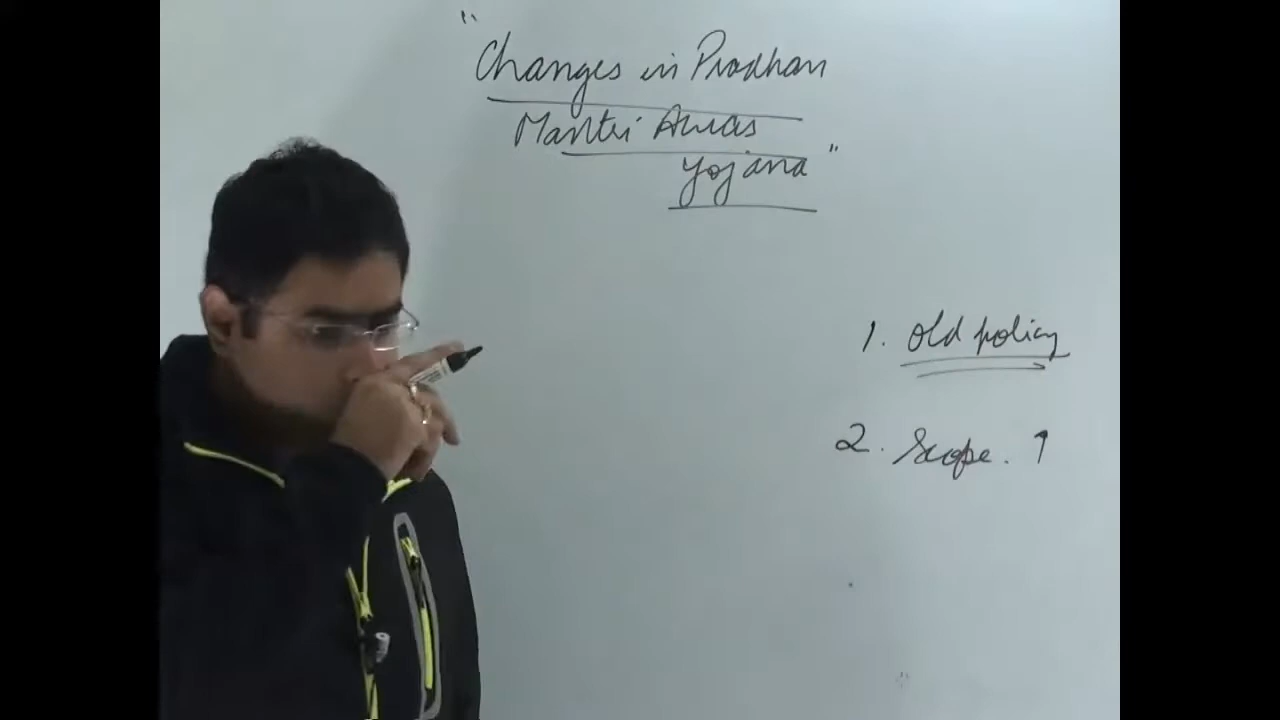 "Changes in Pradhan
Mantri Awas
Yojana"
1. old policy
2. Scope. ↑